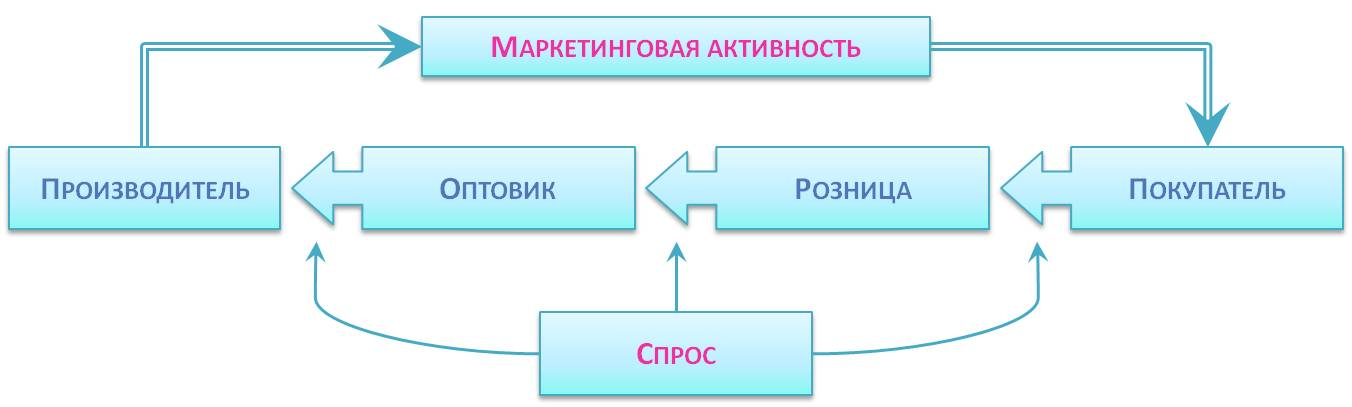 Маркетинговая активность
Производитель
Оптовик
Розница
Покупатель
Спрос